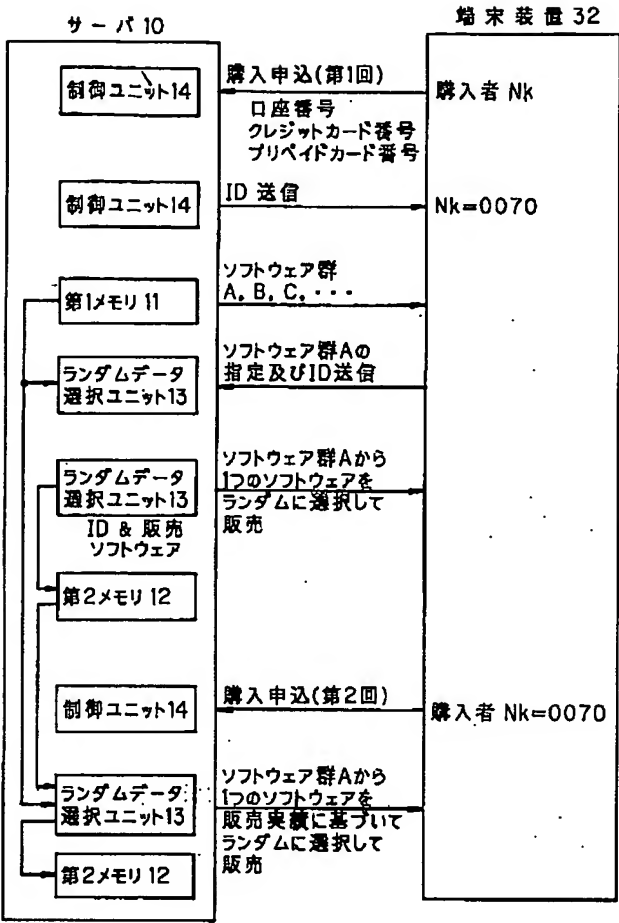 サーバ 10
端末装置 32
制御ユニット14
購入申込(第1回)
購入者 Nk
口座番号
クレジットカード番号
プリペイドカード番号
制御ユニット14
ID 送信
Nk=0070
第1メモリ 11
ソフトウェア群
A, B, C, ・・・
ランダムデータ
選択ユニット13
ソフトウェア群Aの
指定及びID送信
ランダムデータ
選択ユニット13
ID & 販売
ソフトウェア
ソフトウェア群Aから
1つのソフトウェアを
ランダムに選択して
販売
第2メモリ 12
制御ユニット14
購入申込(第2回)
購入者 Nk=0070
ランダムデータ
選択ユニット13
ソフトウェア群Aから
1つのソフトウェアを
販売実績に基づいて
ランダムに選択して
販売
第2メモリ 12